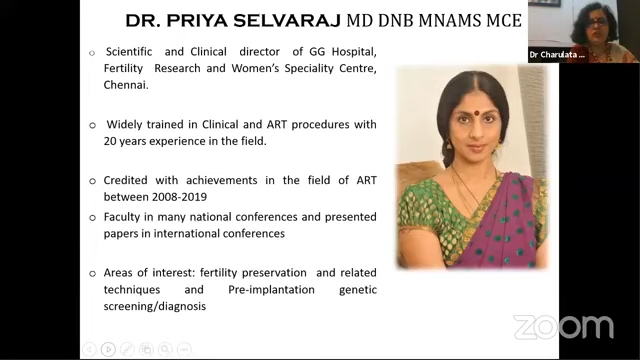 DR. PRIYA SELVARAJ MD DNB MNAMS MCE
Dr Charulata ...
o Scientific and Clinical director of GG Hospital,
Fertility Research and Women's Speciality Centre,
Chennai.
o Widely trained in Clinical and ART procedures with
20 years experience in the field.
o Credited with achievements in the field of ART
between 2008-2019
o Faculty in many national conferences and presented
papers in international conferences
o Areas of interest: fertility preservation and related
techniques and Pre-implantation genetic
screening/diagnosis
zoom